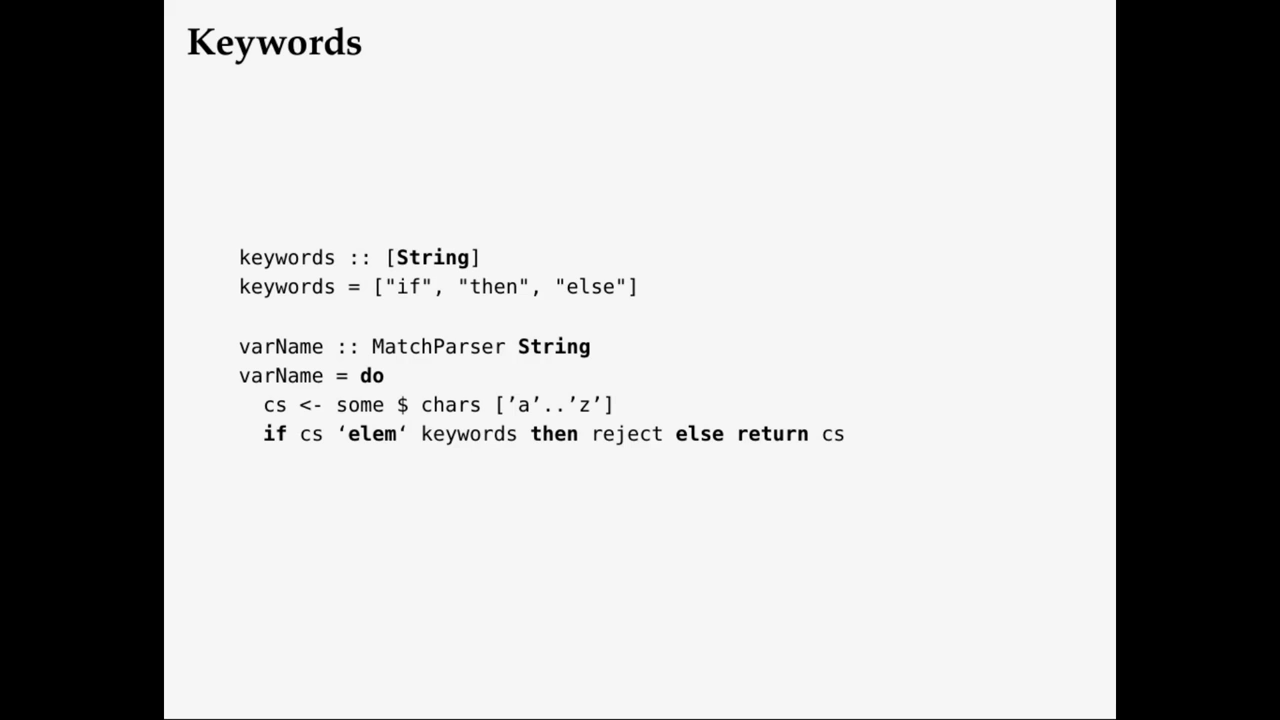 Keywords
keywords :: [String]
keywords = ["if", "then", "else"]
varName :: MatchParser String
varName = do
  cs <- some $ chars [’a’..’z’]
  if cs ‘elem‘ keywords then reject else return cs